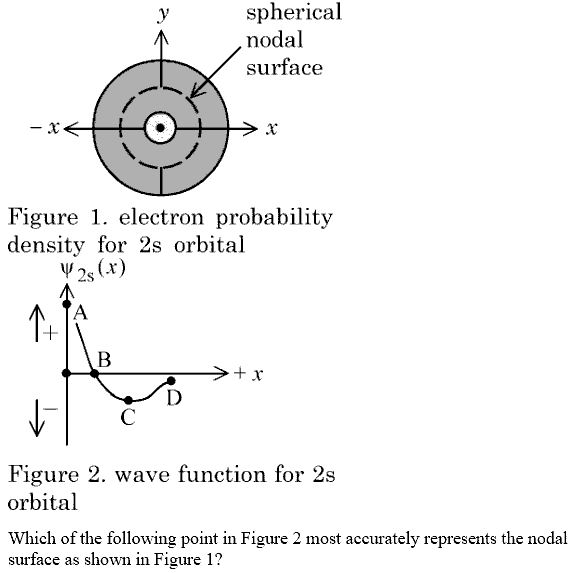 y
spherical
nodal
surface
– x
x
Figure 1. electron probability
density for 2s orbital
Ψ 2s (x)
A
+
B
+ x
–
C
D
Figure 2. wave function for 2s
orbital
Which of the following point in Figure 2 most accurately represents the nodal
surface as shown in Figure 1?